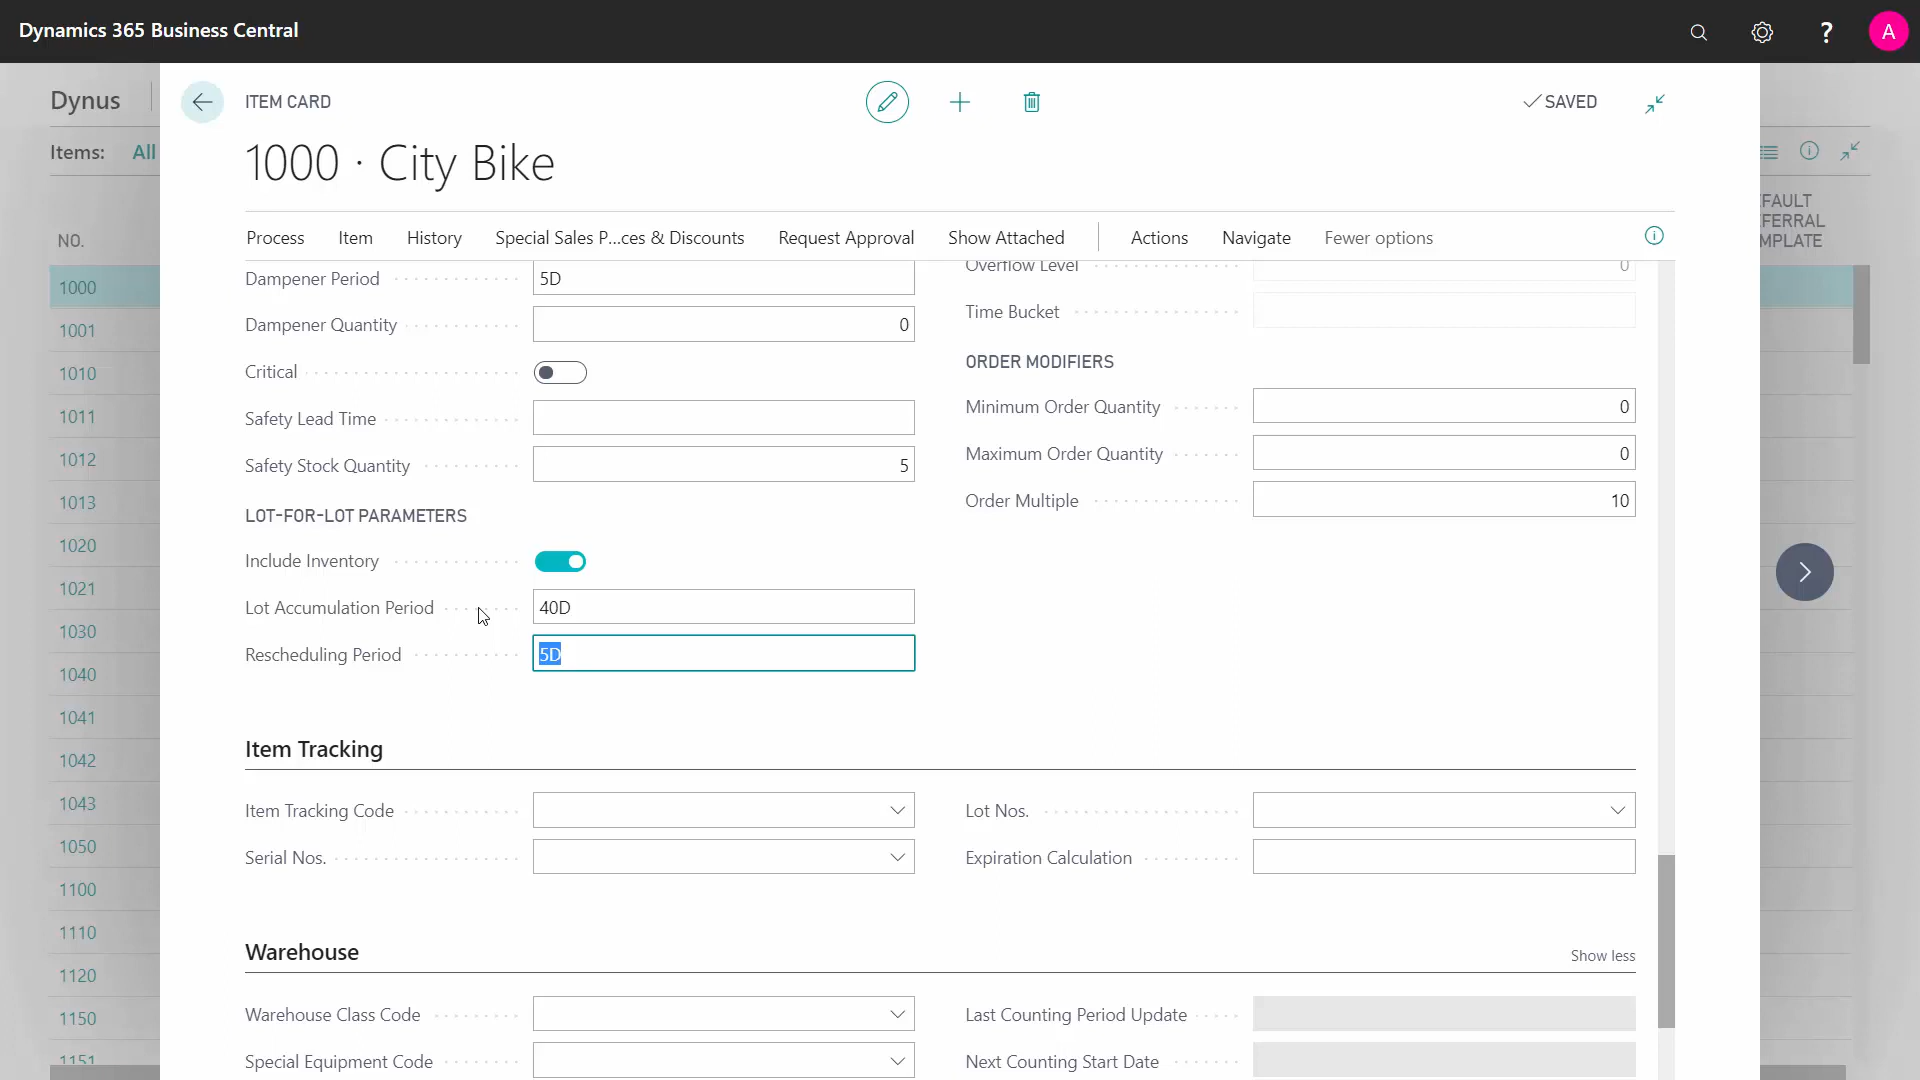 Dynamics 365 Business Central
?
A
Dynus
ITEM CARD
SAVED
Items: All
1000 · City Bike
FAULT
FERRAL
MPLATE
NO.
Process Item History Special Sales P...ces & Discounts Request Approval Show Attached Actions Navigate Fewer options
1000
1001
1010
1011
1012
1013
1020
1021
1030
1040
1041
1042
1043
1050
1100
1110
1120
1150
1151
Dampener Period 5D
Dampener Quantity 0
Critical
Safety Lead Time
Safety Stock Quantity 5
LOT-FOR-LOT PARAMETERS
Include Inventory
Lot Accumulation Period 40D
Rescheduling Period 5D
Overflow Level 0
Time Bucket
ORDER MODIFIERS
Minimum Order Quantity 0
Maximum Order Quantity 0
Order Multiple 10
Item Tracking
Item Tracking Code
Serial Nos.
Lot Nos.
Expiration Calculation
Warehouse
Show less
Warehouse Class Code
Special Equipment Code
Last Counting Period Update
Next Counting Start Date